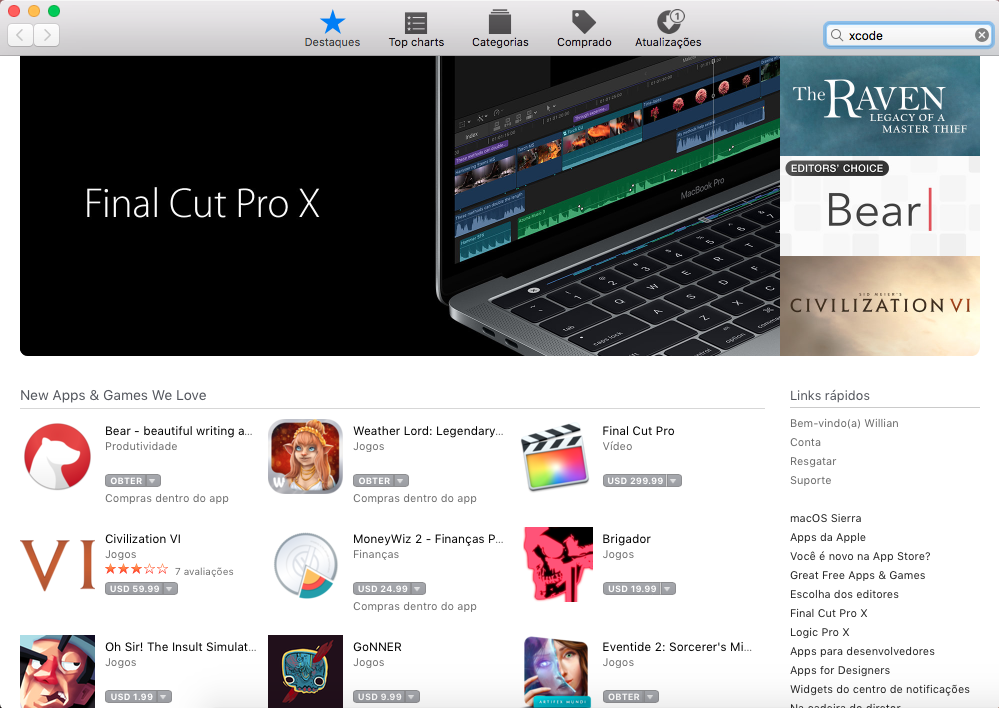 Destaques
Top charts
Categorias
Comprado
1
Atualizações
xcode
Final Cut Pro X
MacBook Pro
The RAVEN
LEGACY OF A
MASTER THIEF
EDITORS' CHOICE
Bear
SID MEIER'S
CIVILIZATION VI
New Apps & Games We Love
Bear - beautiful writing a...
Produtividade
OBTER
Compras dentro do app
Weather Lord: Legendary...
Jogos
OBTER
Compras dentro do app
Final Cut Pro
Vídeo
USD 299.99
VI
Civilization VI
Jogos
7 avaliações
USD 59.99
MoneyWiz 2 - Finanças P...
Finanças
USD 24.99
Compras dentro do app
Brigador
Jogos
USD 19.99
Oh Sir! The Insult Simulat...
Jogos
USD 1.99
GoNNER
Jogos
USD 9.99
ARTIFEX MUNDI
Eventide 2: Sorcerer's Mi...
Jogos
OBTER
Links rápidos
Bem-vindo(a) Willian
Conta
Resgatar
Suporte
macOS Sierra
Apps da Apple
Você é novo na App Store?
Great Free Apps & Games
Escolha dos editores
Final Cut Pro X
Logic Pro X
Apps para desenvolvedores
Apps for Designers
Widgets do centro de notificações
Na cadeira do diretor